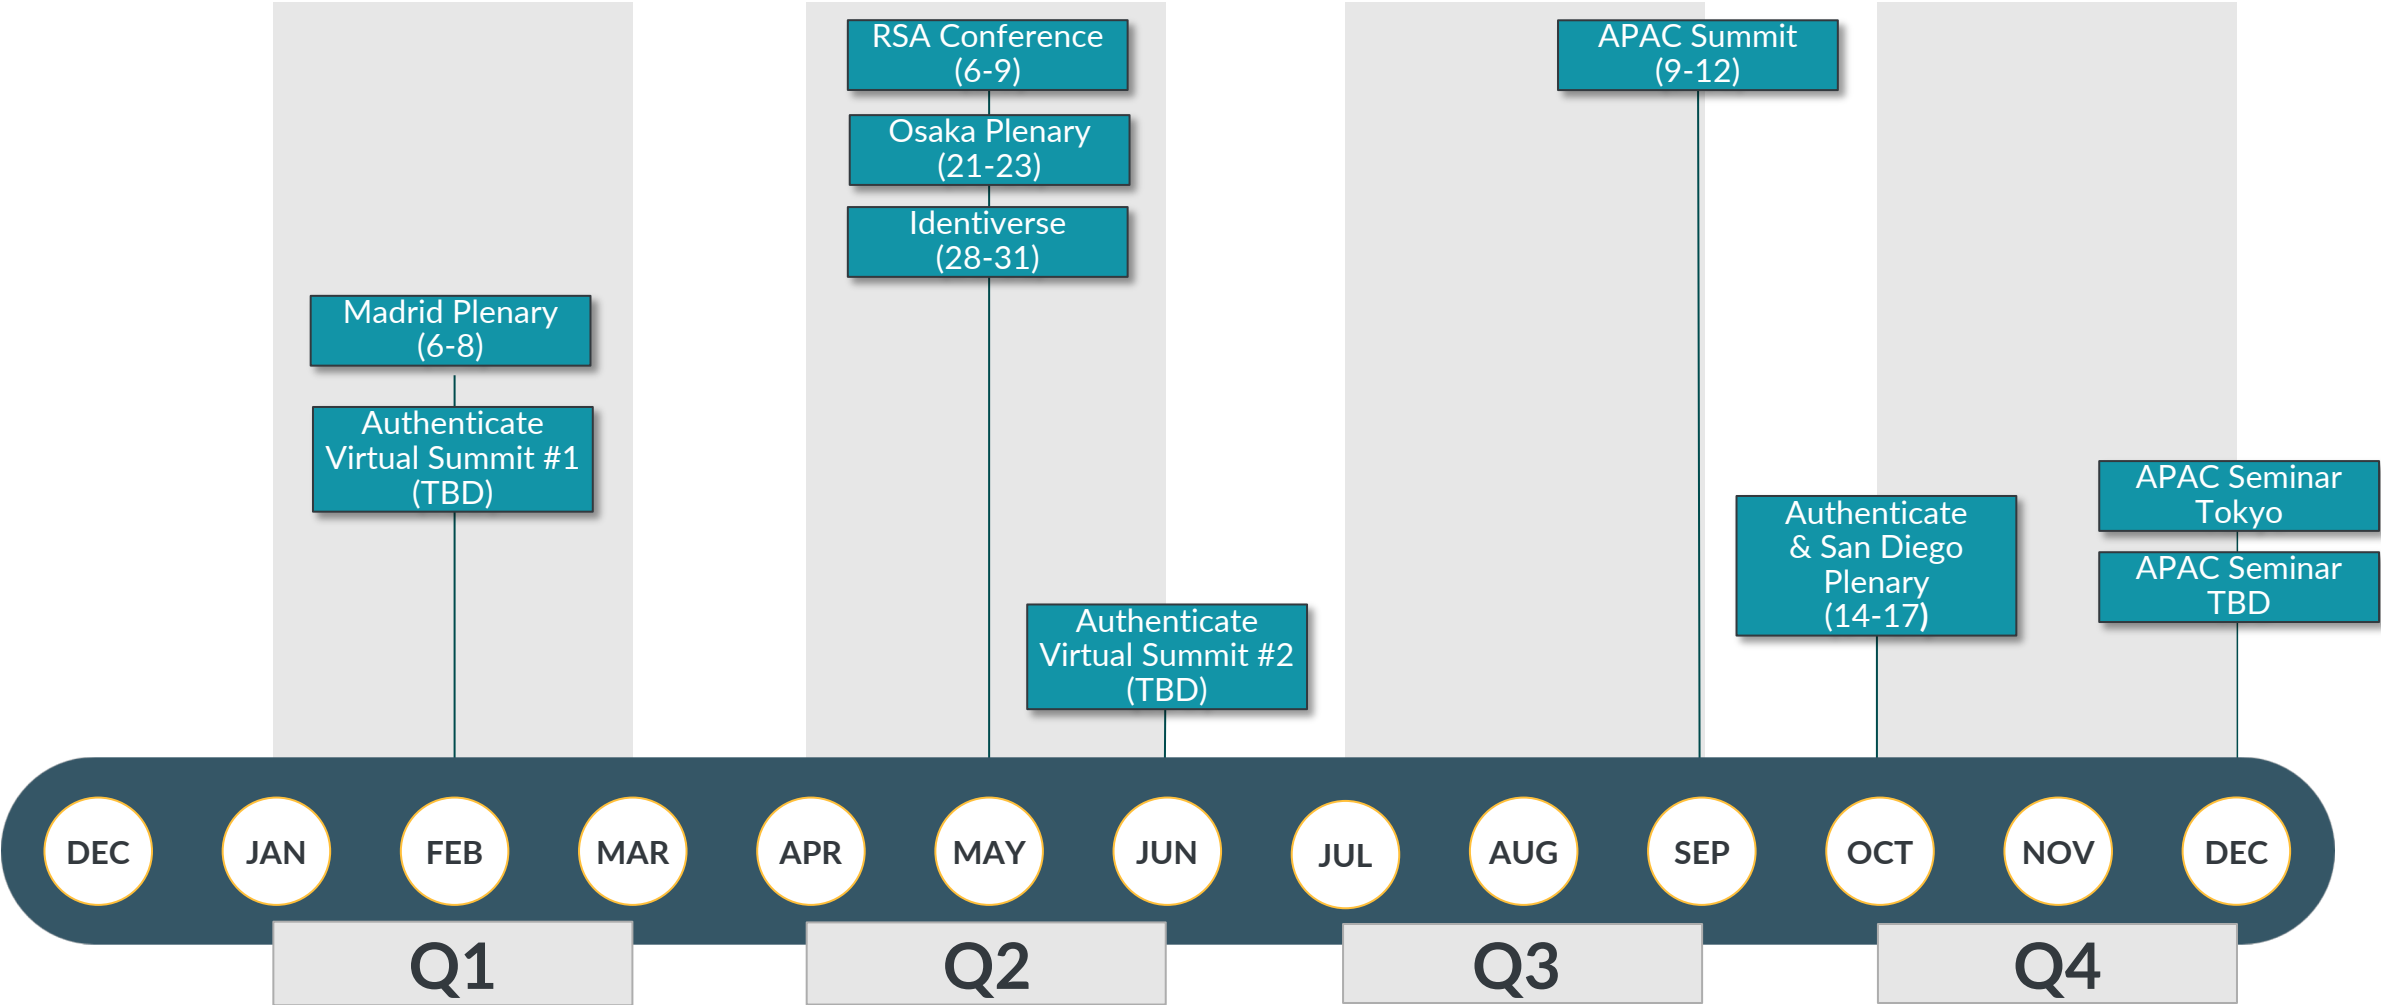 RSA Conference
(6-9)
APAC Summit
(9-12)
Osaka Plenary
(21-23)
Identiverse
(28-31)
Madrid Plenary
(6-8)
Authenticate
Virtual Summit #1
(TBD)
APAC Seminar
Tokyo
Authenticate
& San Diego
Plenary
(14-17)
APAC Seminar
TBD
Authenticate
Virtual Summit #2
(TBD)
DEC JAN FEB MAR APR MAY JUN JUL AUG SEP OCT NOV DEC
Q1 Q2 Q3 Q4